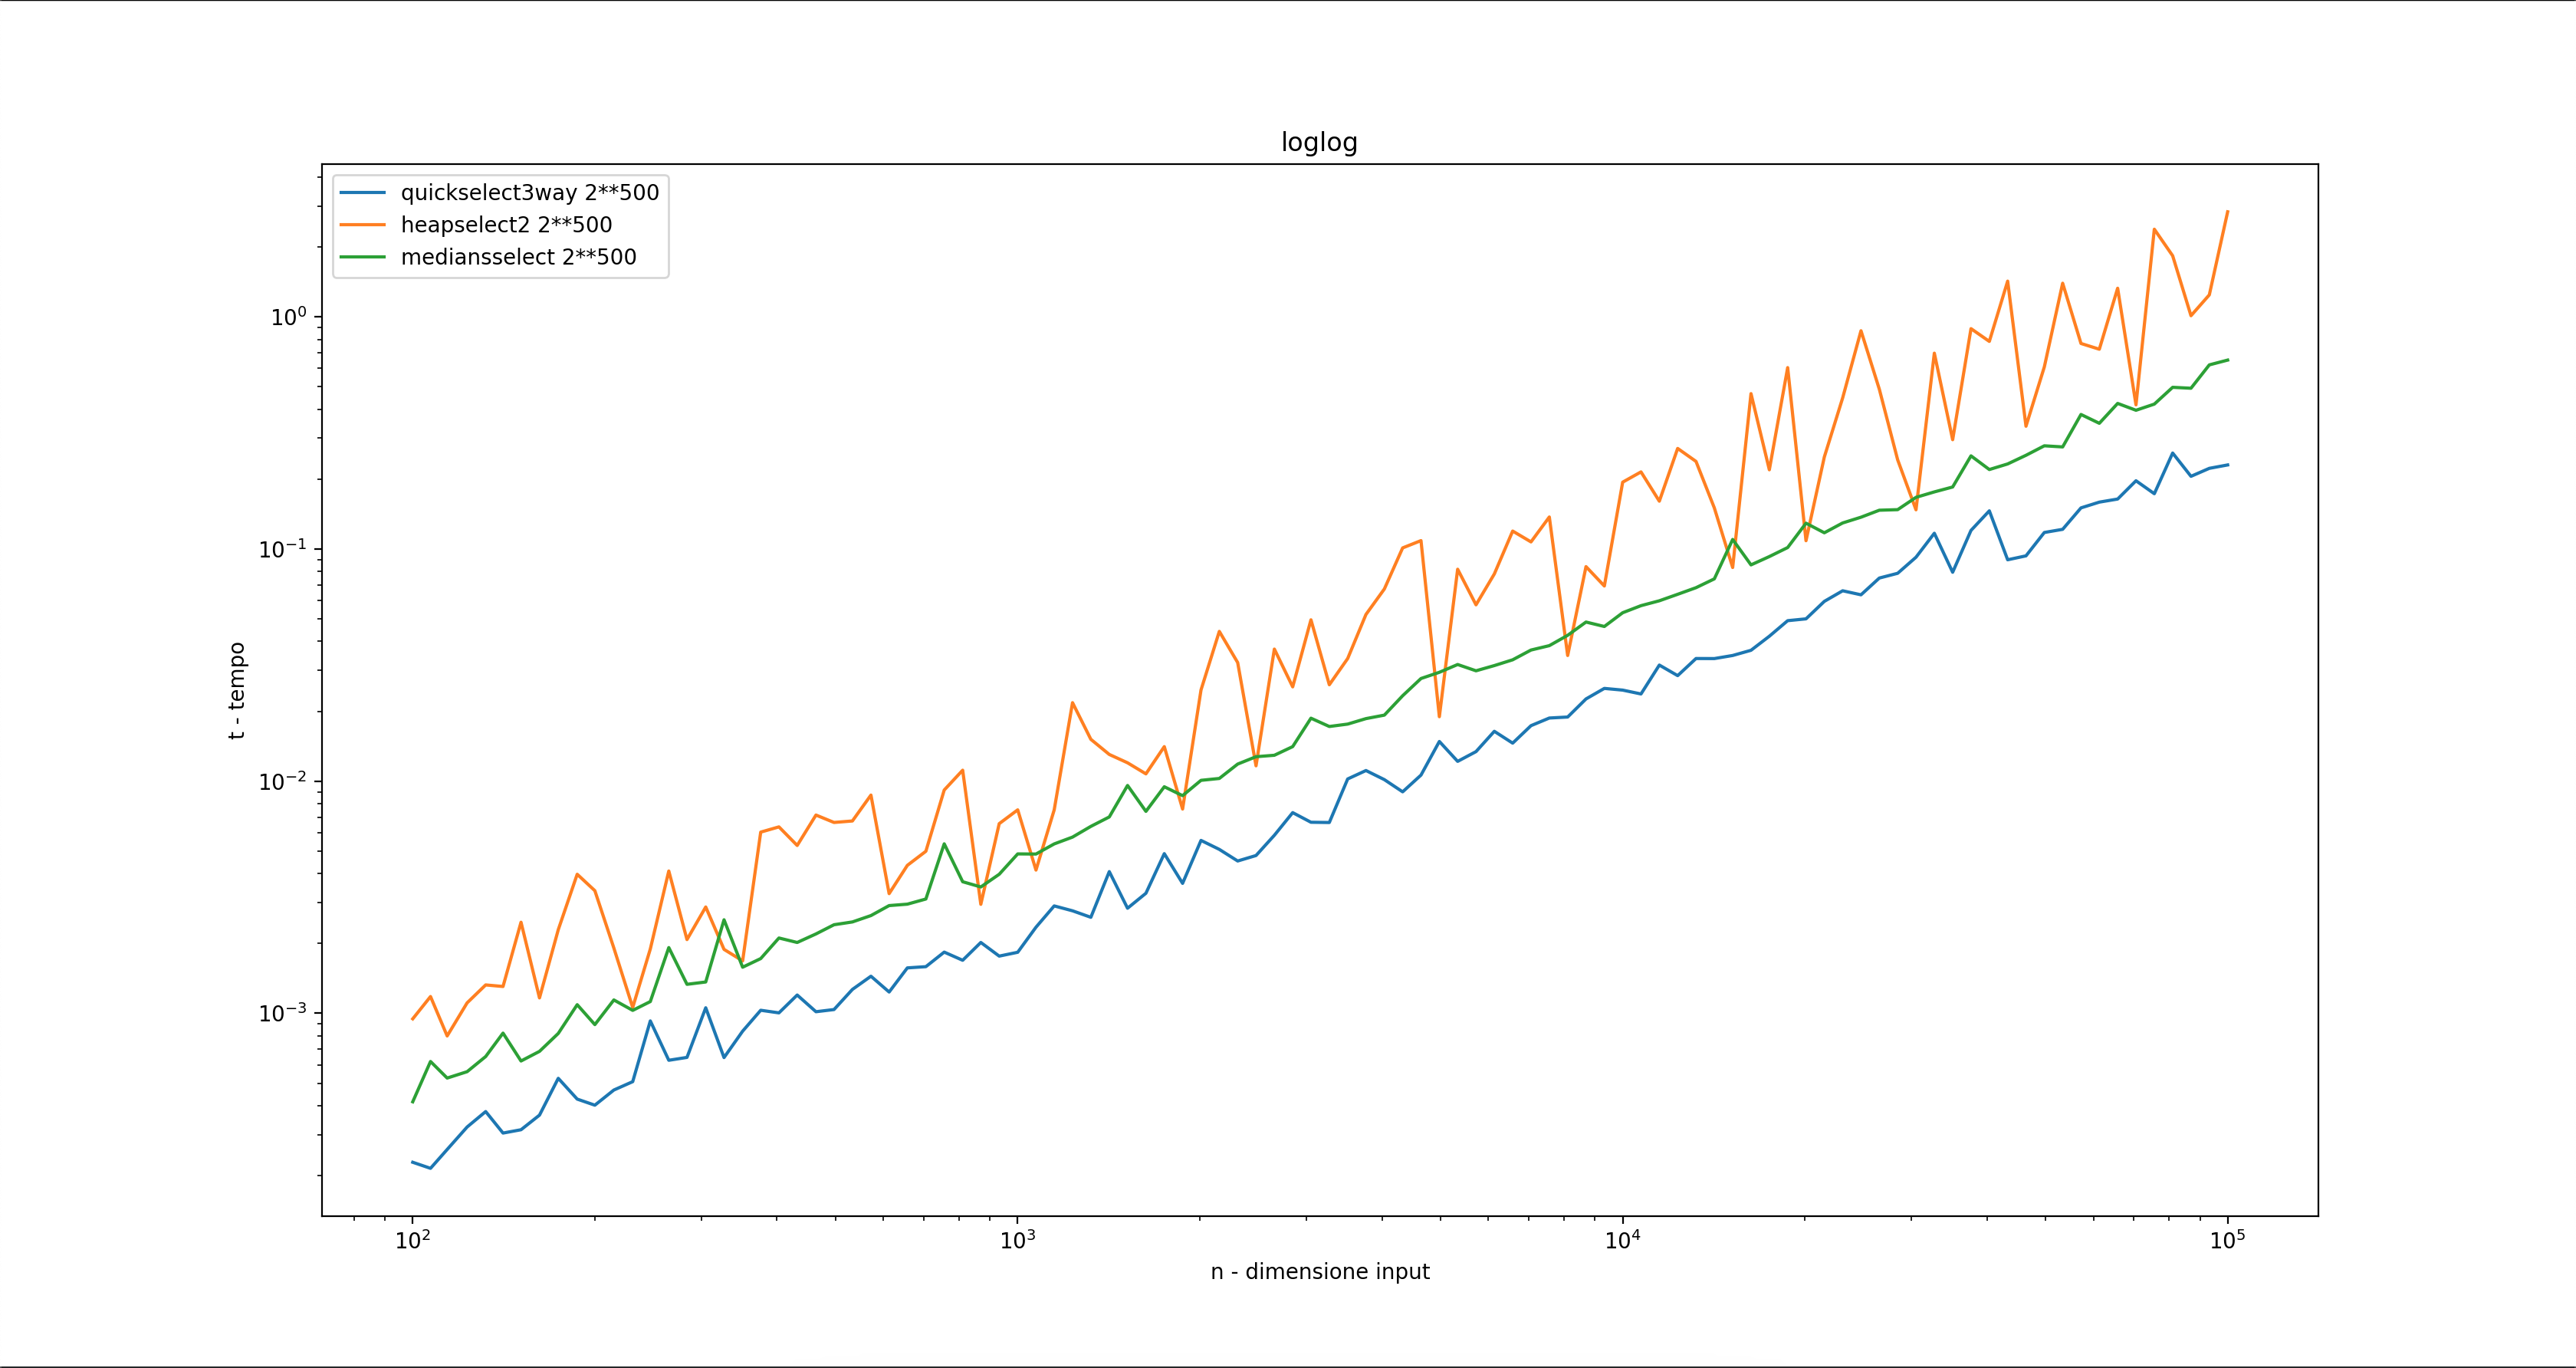 loglog
quickselect3way 2**500
heapselect2 2**500
mediansselect 2**500
t - tempo
10⁰
10⁻¹
10⁻²
10⁻³
10² 10³ 10⁴ 10⁵
n - dimensione input